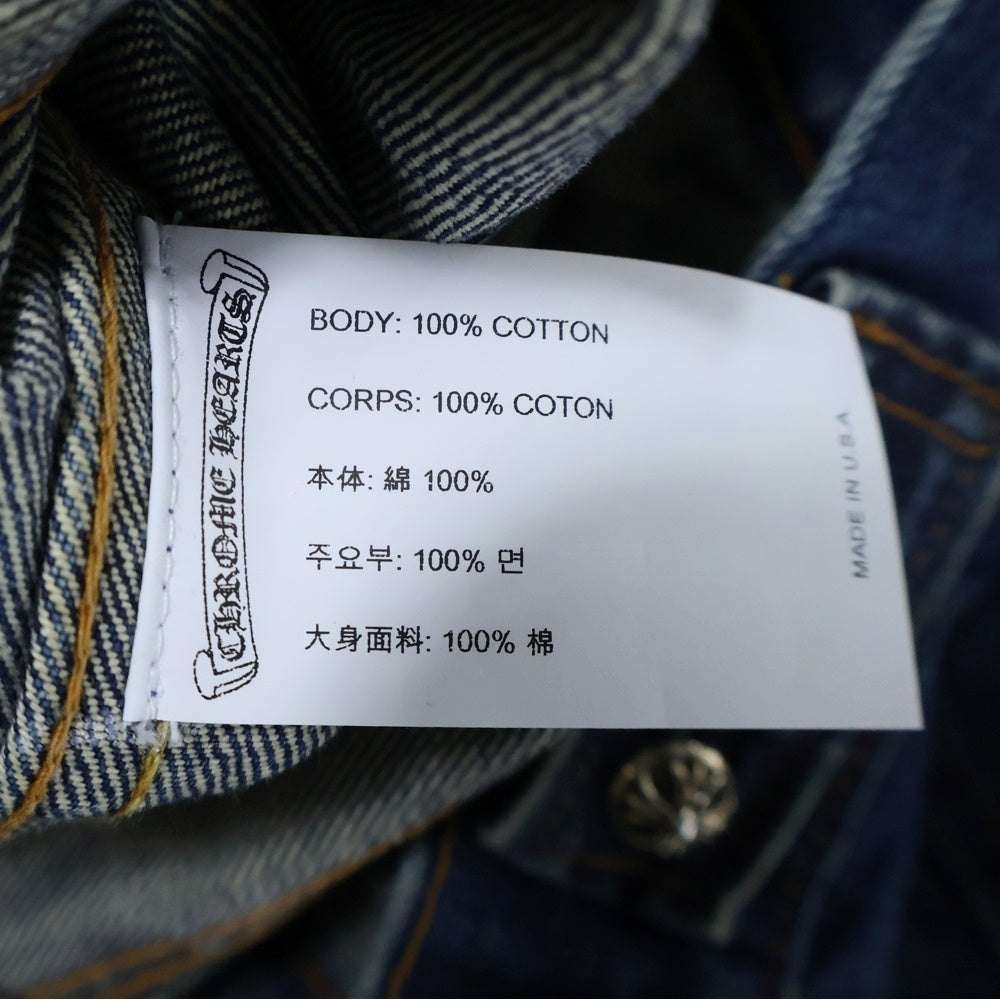 CHROME HEARTS
BODY: 100% COTTON
CORPS: 100% COTON
本体: 綿 100%
주요부: 100% 면
大身面料: 100% 棉
MADE IN U.S.A